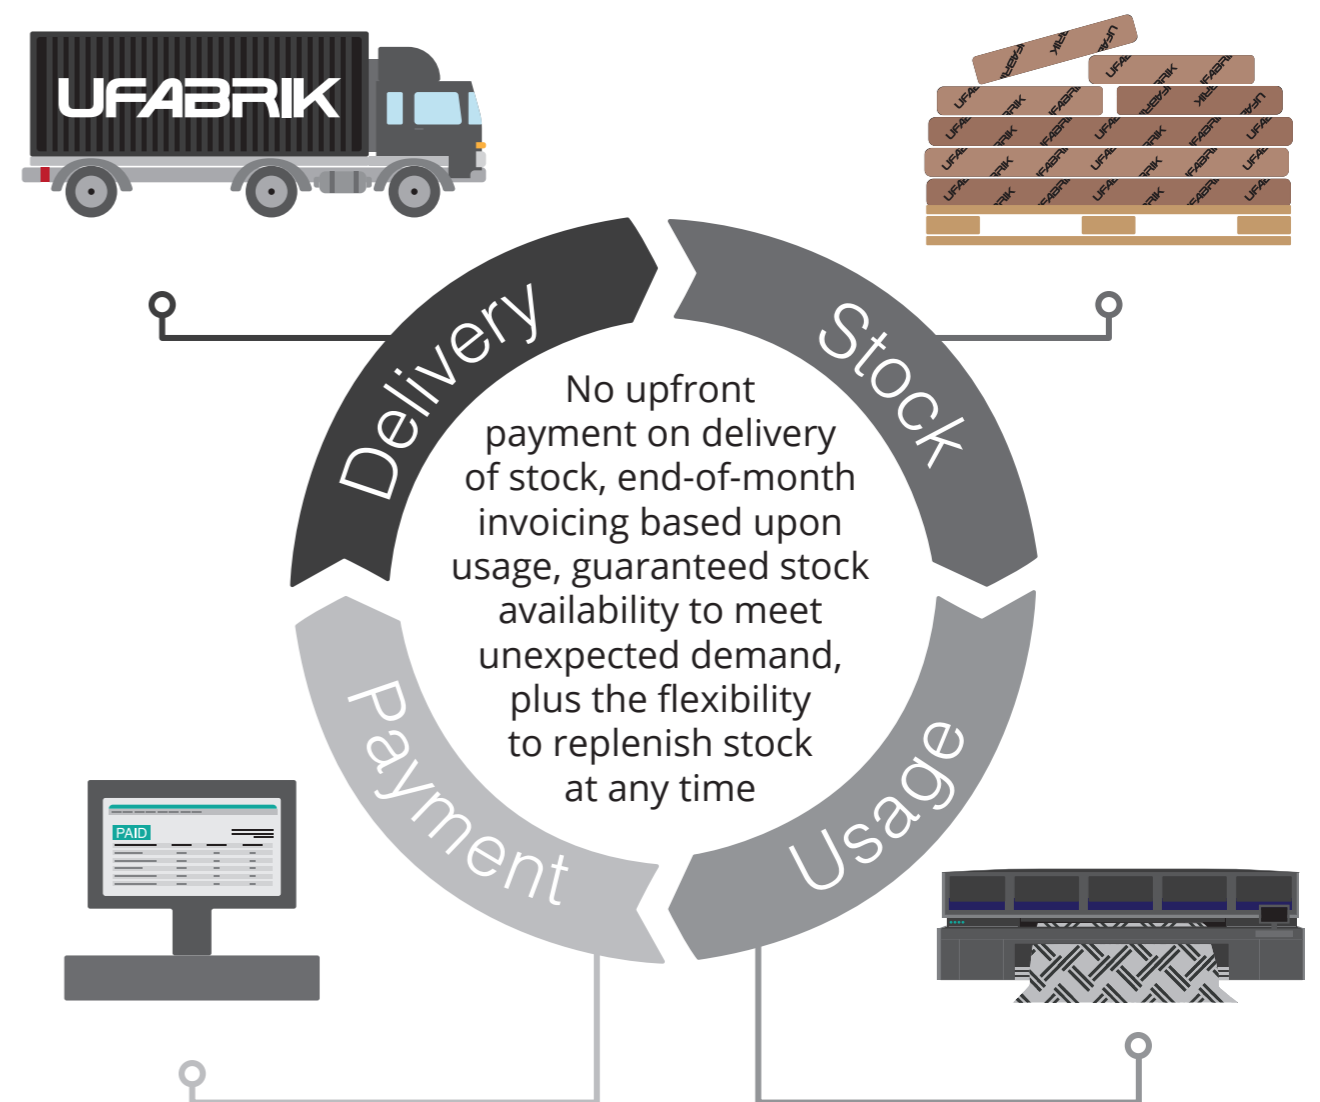 UFABRIK
Delivery
Stock
No upfront
payment on delivery
of stock, end-of-month
invoicing based upon
usage, guaranteed stock
availability to meet
unexpected demand,
plus the flexibility
to replenish stock
at any time
Usage
Payment
PAID